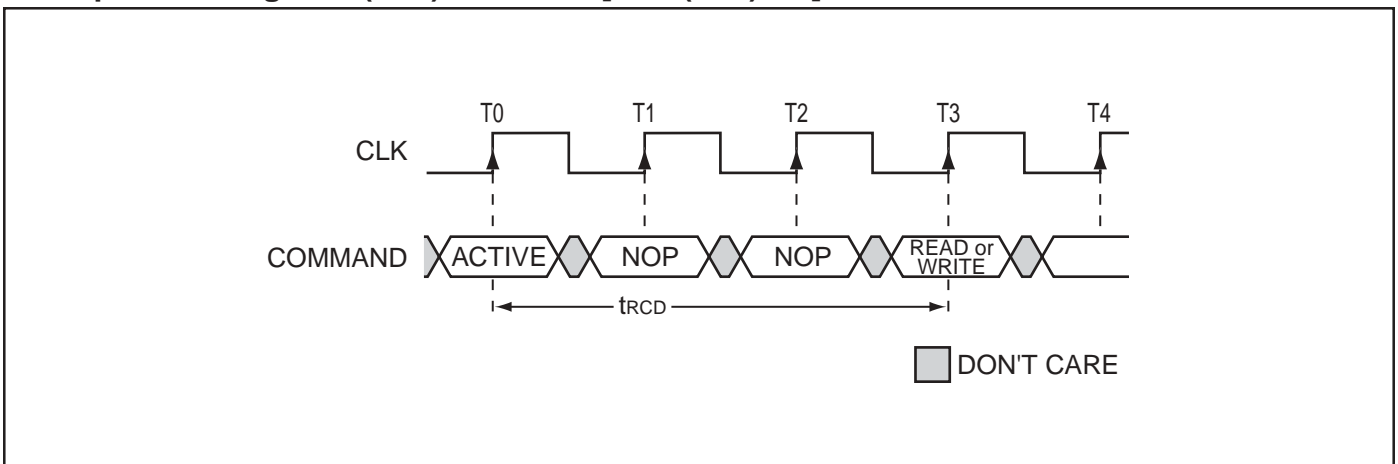 T0 T1 T2 T3 T4
CLK
COMMAND ACTIVE NOP NOP READ or
WRITE
tRCD
DON'T CARE